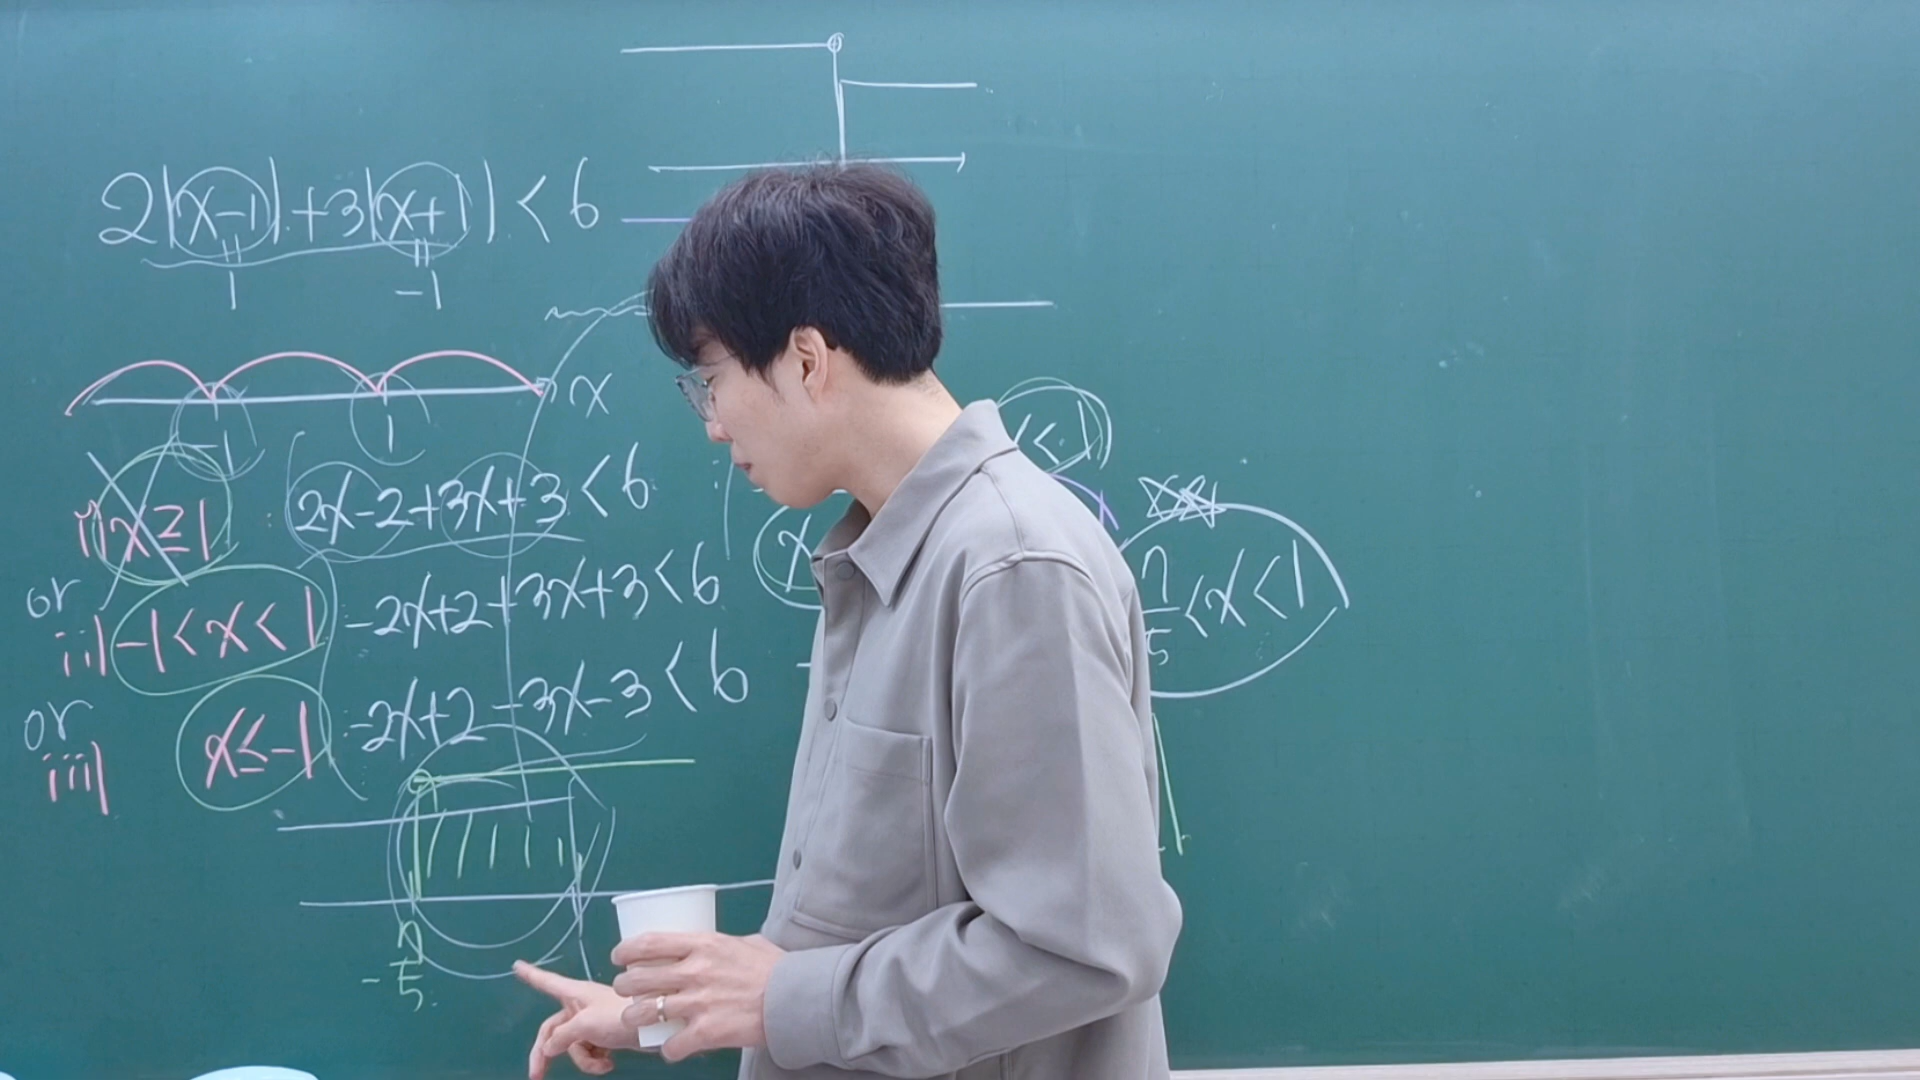 2|x-1|+3|x+1|<6
1
-1
x
-1
1
i) x≥1 : 2x-2+3x+3<6
or
ii) -1<x<1 : -2x+2+3x+3<6
or
iii) x≤-1 : -2x+2-3x-3<6
-7/5
<1
x
7/5<x<1